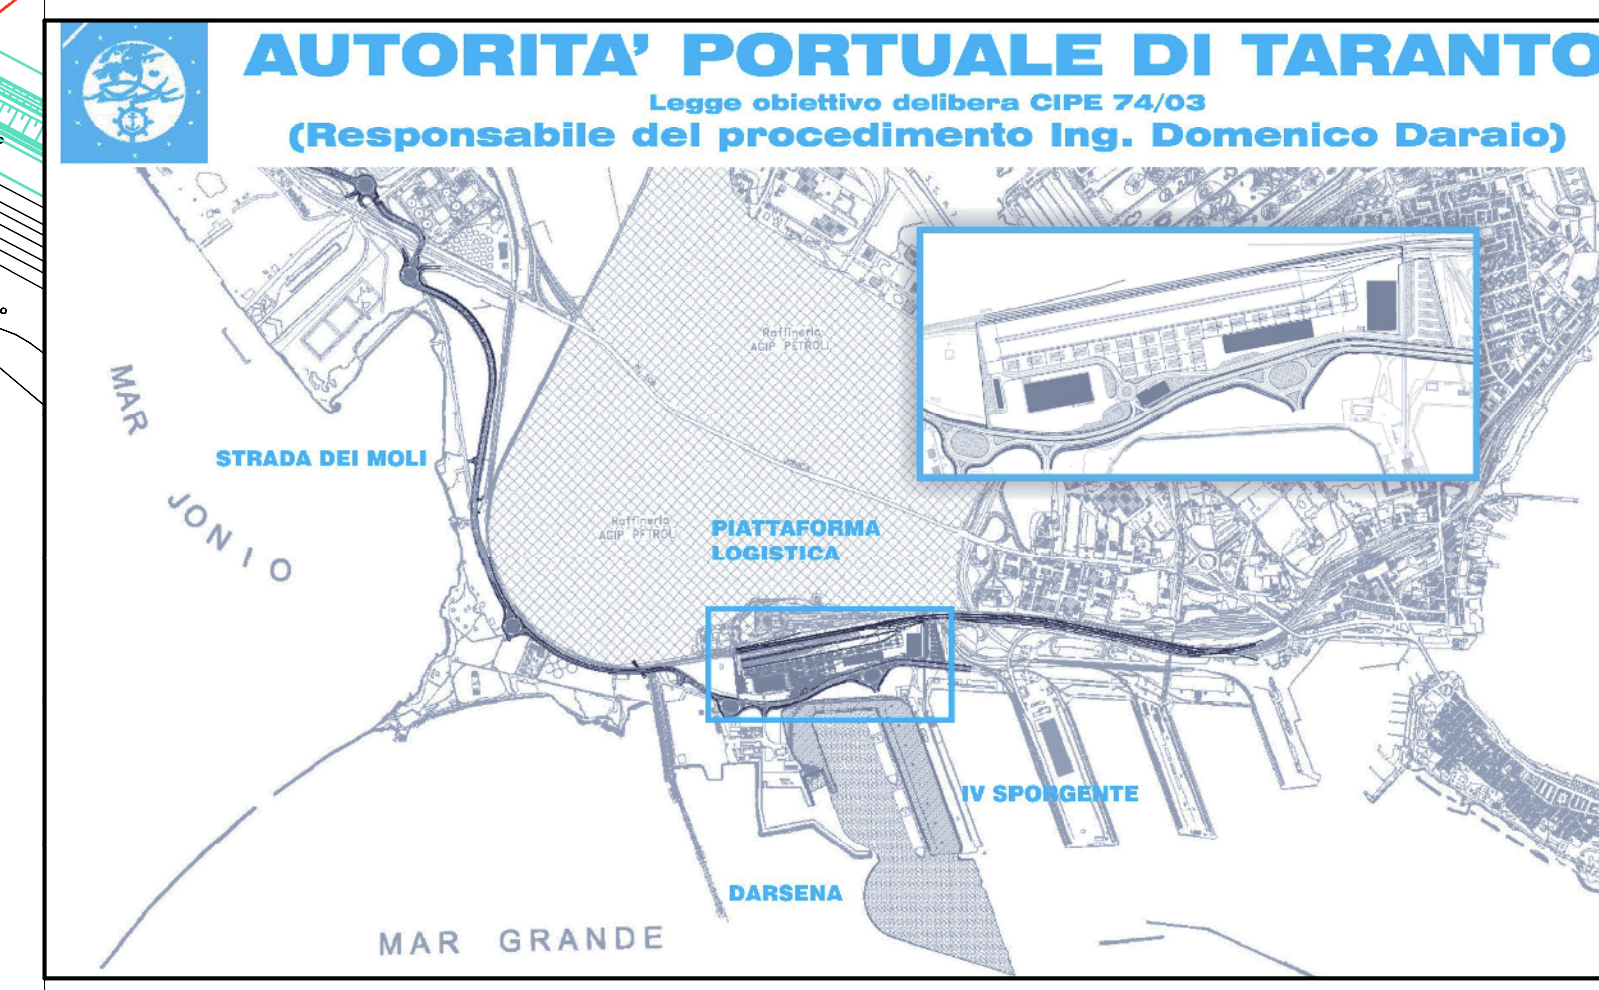 AUTORITA' PORTUALE DI TARANTO
Legge obiettivo delibera CIPE 74/03
(Responsabile del procedimento Ing. Domenico Daraio)
Raffineria
AGIP PETROLI
MAR
JONIO
STRADA DEI MOLI
Raffineria
AGIP PETROLI
PIATTAFORMA
LOGISTICA
IV SPORGENTE
DARSENA
MAR GRANDE